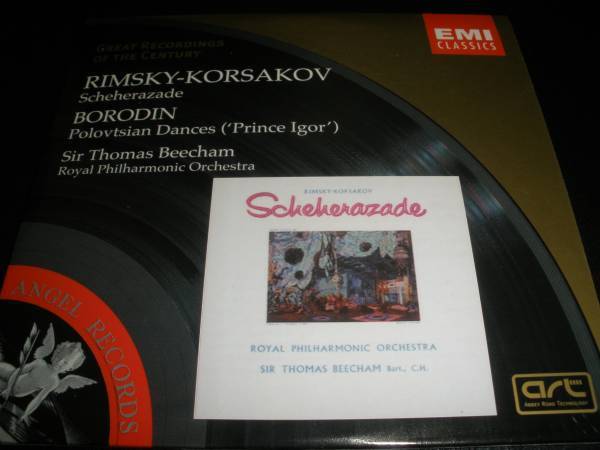 GREAT RECORDINGS
OF THE CENTURY
EMI
CLASSICS
RIMSKY-KORSAKOV
Scheherazade
BORODIN
Polovtsian Dances ('Prince Igor')
Sir Thomas Beecham
Royal Philharmonic Orchestra
RIMSKY-KORSAKOV
Scheherazade
ROYAL PHILHARMONIC ORCHESTRA
SIR THOMAS BEECHAM Bart., C.H.
ANGEL RECORDS
art
ABBEY ROAD TECHNOLOGY